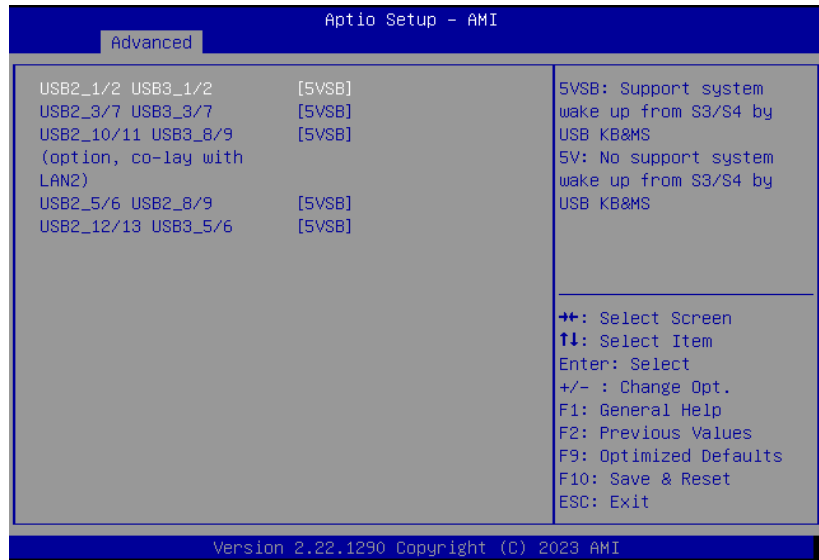 Aptio Setup – AMI
Advanced
USB2_1/2 USB3_1/2 [5VSB]
USB2_3/7 USB3_3/7 [5VSB]
USB2_10/11 USB3_8/9 [5VSB]
(option, co-lay with
LAN2)
USB2_5/6 USB2_8/9 [5VSB]
USB2_12/13 USB3_5/6 [5VSB]
5VSB: Support system
wake up from S3/S4 by
USB KB&MS
5V: No support system
wake up from S3/S4 by
USB KB&MS
→←: Select Screen
↑↓: Select Item
Enter: Select
+/- : Change Opt.
F1: General Help
F2: Previous Values
F9: Optimized Defaults
F10: Save & Reset
ESC: Exit
Version 2.22.1290 Copyright (C) 2023 AMI